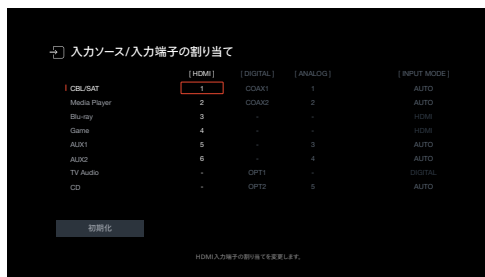 入力ソース/入力端子の割り当て
[ HDMI ] [ DIGITAL ] [ ANALOG ] [ INPUT MODE ]
CBL/SAT 1 COAX1 1 AUTO
Media Player 2 COAX2 2 AUTO
Blu-ray 3 - - HDMI
Game 4 - - HDMI
AUX1 5 - 3 AUTO
AUX2 6 - 4 AUTO
TV Audio - OPT1 - DIGITAL
CD - OPT2 5 AUTO
初期化
HDMI入力端子の割り当てを変更します。